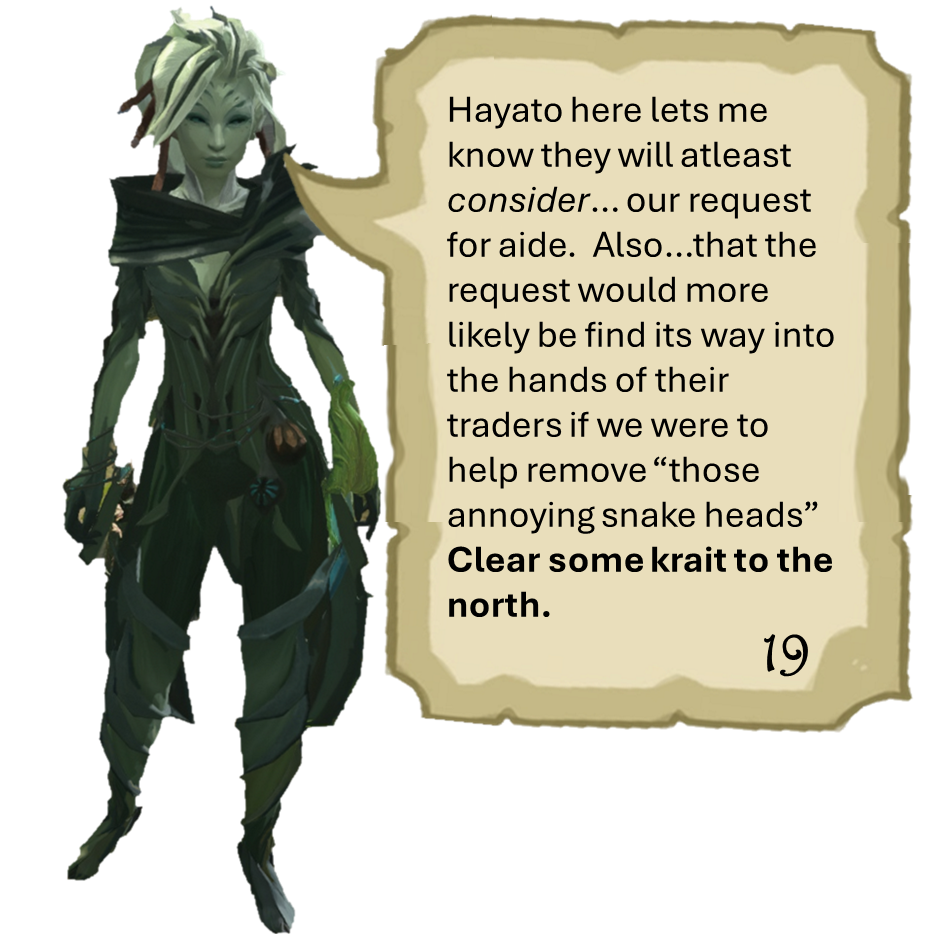 Hayato here lets me
know they will atleast
consider... our request
for aide.  Also...that the
request would more
likely be find its way into
the hands of their
traders if we were to
help remove “those
annoying snake heads”
Clear some krait to the
north.
19